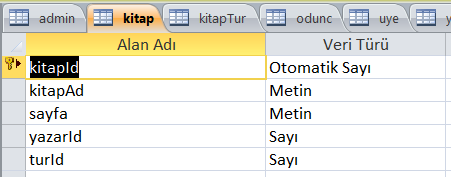 admin kitap kitapTur odunc uye y
Alan Adı Veri Türü
kitapId Otomatik Sayı
kitapAd Metin
sayfa Metin
yazarId Sayı
turId Sayı